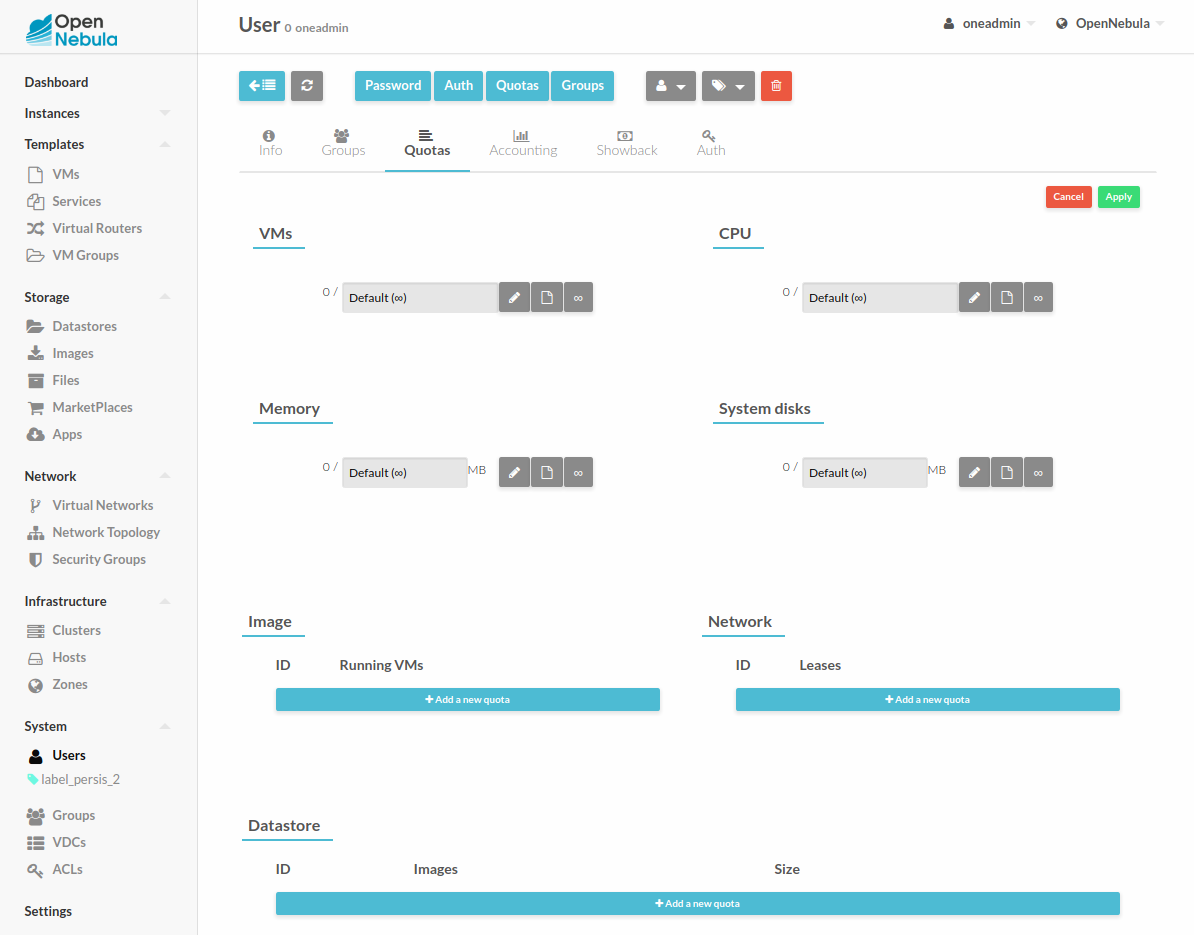 Open
Nebula
User 0 oneadmin
oneadmin
OpenNebula
Dashboard
Instances
Templates
VMs
Services
Virtual Routers
VM Groups
Storage
Datastores
Images
Files
MarketPlaces
Apps
Network
Virtual Networks
Network Topology
Security Groups
Infrastructure
Clusters
Hosts
Zones
System
Users
label_persis_2
Groups
VDCs
ACLs
Settings
Password Auth Quotas Groups
Info Groups Quotas Accounting Showback Auth
Cancel Apply
VMs
0 / Default (∞) ∞
CPU
0 / Default (∞) ∞
Memory
0 / Default (∞) MB ∞
System disks
0 / Default (∞) MB ∞
Image
ID Running VMs
Add a new quota
Network
ID Leases
Add a new quota
Datastore
ID Images Size
Add a new quota